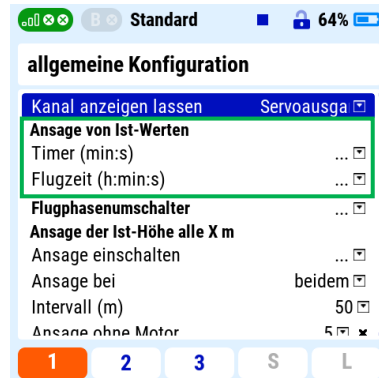 B Standard 64%
allgemeine Konfiguration
Kanal anzeigen lassen Servoausga
Ansage von Ist-Werten
Timer (min:s) ...
Flugzeit (h:min:s) ...
Flugphasenumschalter ...
Ansage der Ist-Höhe alle X m
Ansage einschalten ...
Ansage bei beidem
Intervall (m) 50
Ansage ohne Motor 5
1 2 3 S L